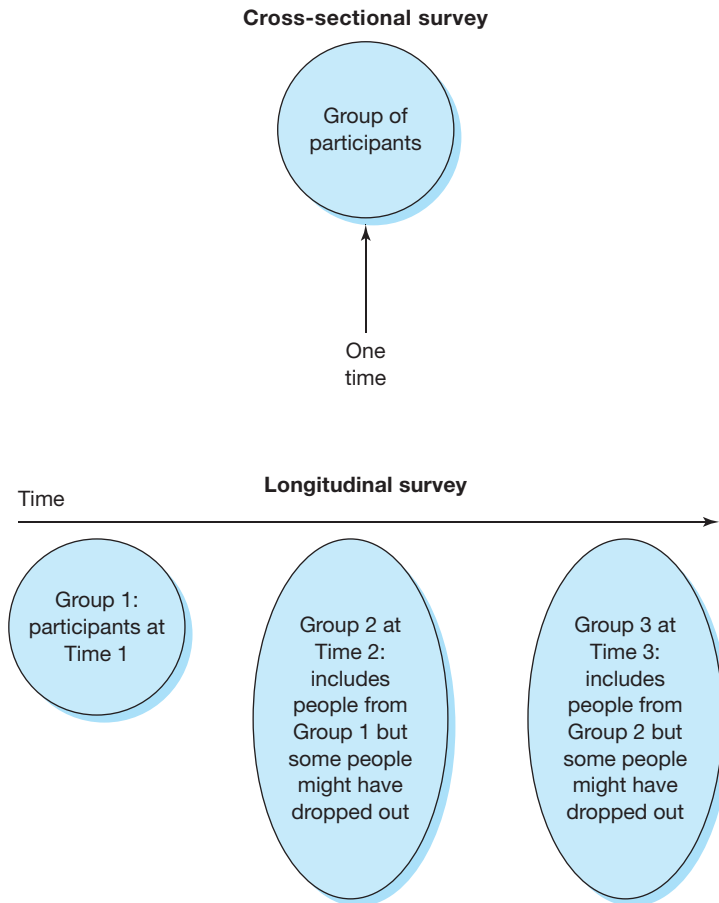 Cross-sectional survey
Group of
participants
One
time
Longitudinal survey
Time
Group 1:
participants at
Time 1
Group 2 at
Time 2:
includes
people from
Group 1 but
some people
might have
dropped out
Group 3 at
Time 3:
includes
people from
Group 2 but
some people
might have
dropped out